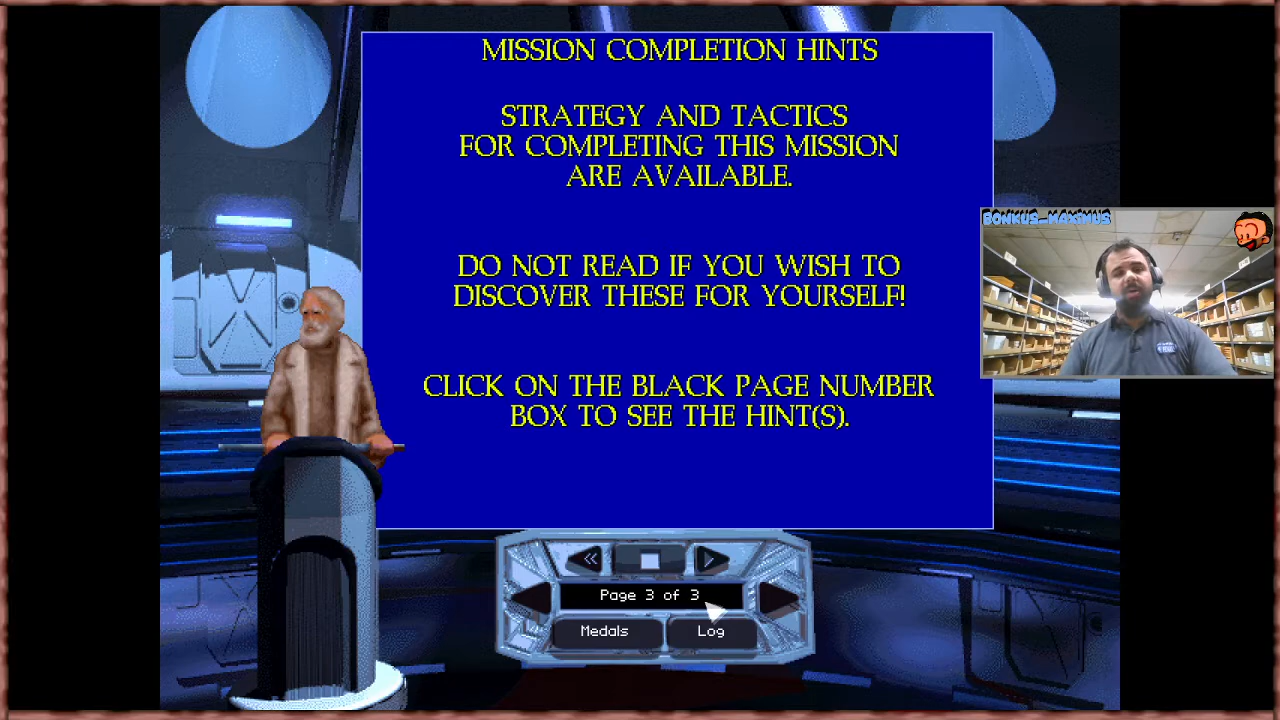 MISSION COMPLETION HINTS
STRATEGY AND TACTICS
FOR COMPLETING THIS MISSION
ARE AVAILABLE.
DO NOT READ IF YOU WISH TO
DISCOVER THESE FOR YOURSELF!
CLICK ON THE BLACK PAGE NUMBER
BOX TO SEE THE HINT(S).
BONKUS_MAXIMUS
Page 3 of 3
Medals
Log